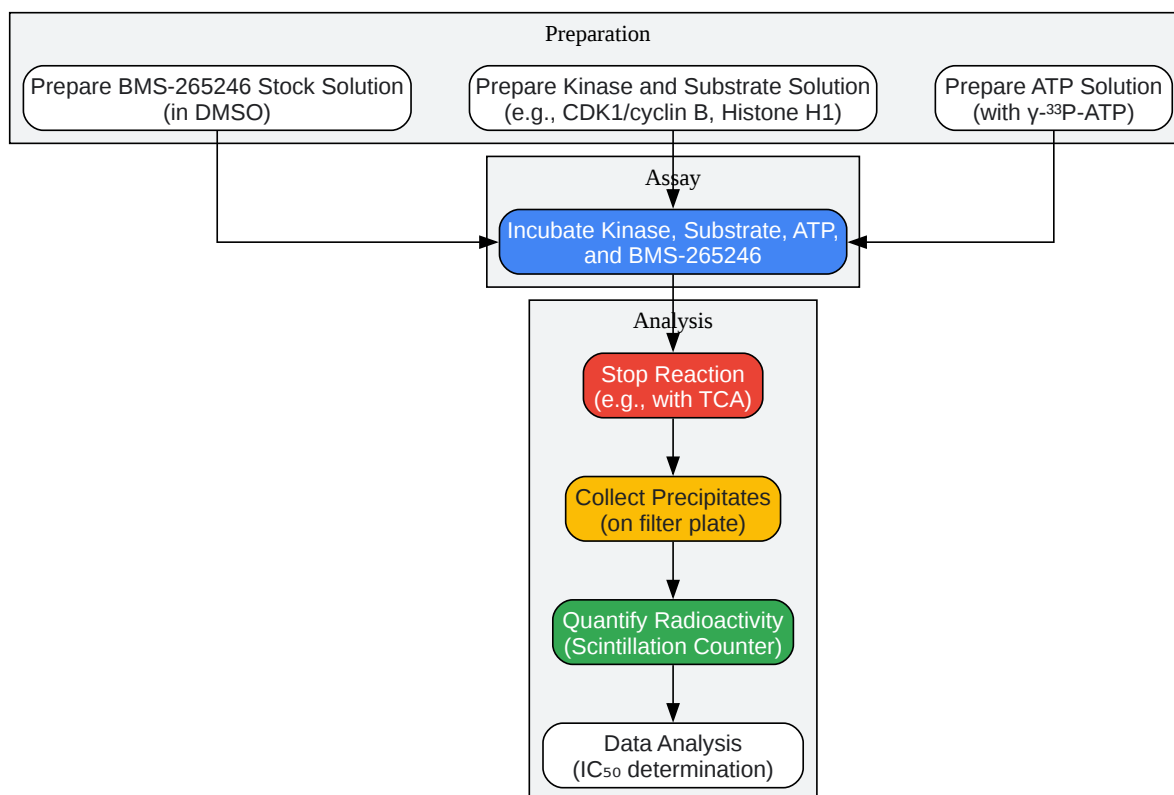 Preparation
Prepare BMS-265246 Stock Solution
(in DMSO)
Prepare Kinase and Substrate Solution
(e.g., CDK1/cyclin B, Histone H1)
Prepare ATP Solution
(with γ-³³P-ATP)
Assay
Incubate Kinase, Substrate, ATP,
and BMS-265246
Analysis
Stop Reaction
(e.g., with TCA)
Collect Precipitates
(on filter plate)
Quantify Radioactivity
(Scintillation Counter)
Data Analysis
(IC₅₀ determination)